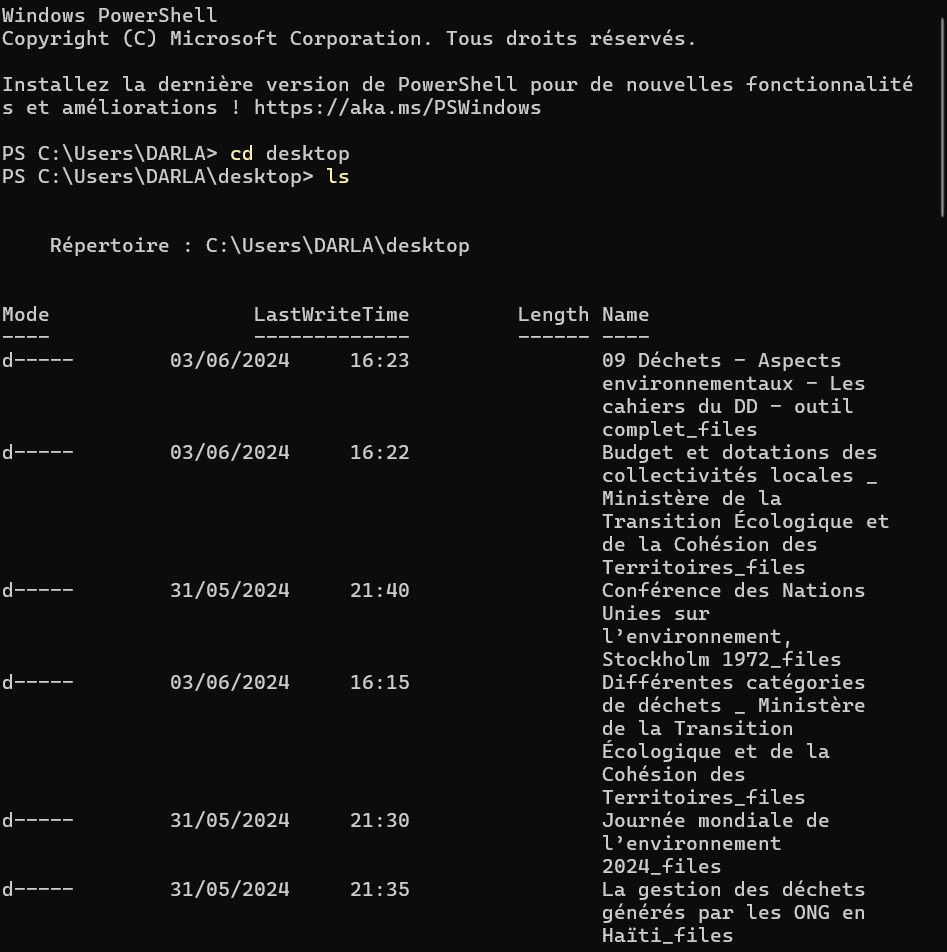 Windows PowerShell
Copyright (C) Microsoft Corporation. Tous droits réservés.
Installez la dernière version de PowerShell pour de nouvelles fonctionnalité
s et améliorations ! https://aka.ms/PSWindows
PS C:\Users\DARLA> cd desktop
PS C:\Users\DARLA\desktop> ls
Répertoire : C:\Users\DARLA\desktop
Mode LastWriteTime Length Name
---- ------------- ------ ----
d----- 03/06/2024 16:23 09 Déchets - Aspects
environnementaux - Les
cahiers du DD - outil
complet_files
d----- 03/06/2024 16:22 Budget et dotations des
collectivités locales _
Ministère de la
Transition Écologique et
de la Cohésion des
Territoires_files
d----- 31/05/2024 21:40 Conférence des Nations
Unies sur
l’environnement,
Stockholm 1972_files
d----- 03/06/2024 16:15 Différentes catégories
de déchets _ Ministère
de la Transition
Écologique et de la
Cohésion des
Territoires_files
d----- 31/05/2024 21:30 Journée mondiale de
l’environnement
2024_files
d----- 31/05/2024 21:35 La gestion des déchets
générés par les ONG en
Haïti_files